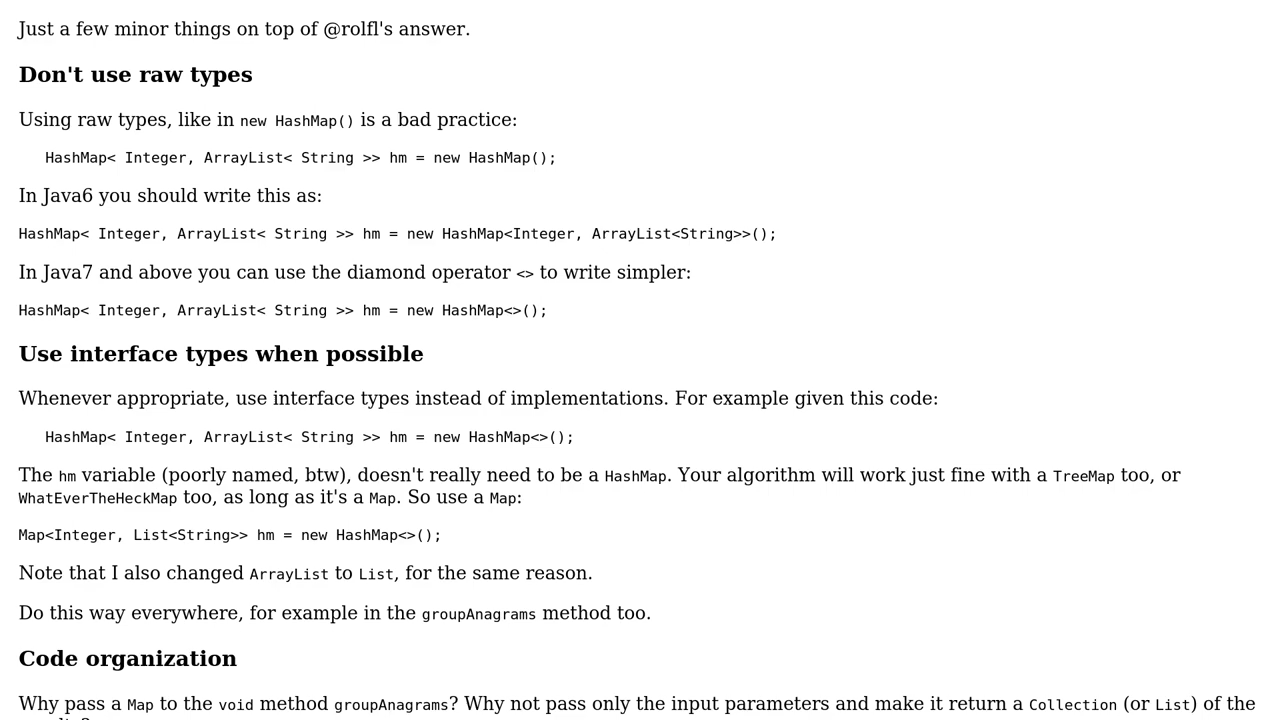 Just a few minor things on top of @rolfl's answer.
Don't use raw types
Using raw types, like in new HashMap() is a bad practice:
HashMap< Integer, ArrayList< String >> hm = new HashMap();
In Java6 you should write this as:
HashMap< Integer, ArrayList< String >> hm = new HashMap<Integer, ArrayList<String>>();
In Java7 and above you can use the diamond operator <> to write simpler:
HashMap< Integer, ArrayList< String >> hm = new HashMap<>();
Use interface types when possible
Whenever appropriate, use interface types instead of implementations. For example given this code:
HashMap< Integer, ArrayList< String >> hm = new HashMap<>();
The hm variable (poorly named, btw), doesn't really need to be a HashMap. Your algorithm will work just fine with a TreeMap too, or
WhatEverTheHeckMap too, as long as it's a Map. So use a Map:
Map<Integer, List<String>> hm = new HashMap<>();
Note that I also changed ArrayList to List, for the same reason.
Do this way everywhere, for example in the groupAnagrams method too.
Code organization
Why pass a Map to the void method groupAnagrams? Why not pass only the input parameters and make it return a Collection (or List) of the